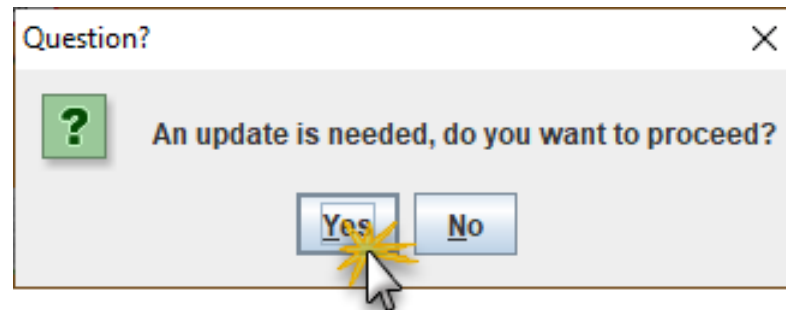 Question?
An update is needed, do you want to proceed?
Yes No